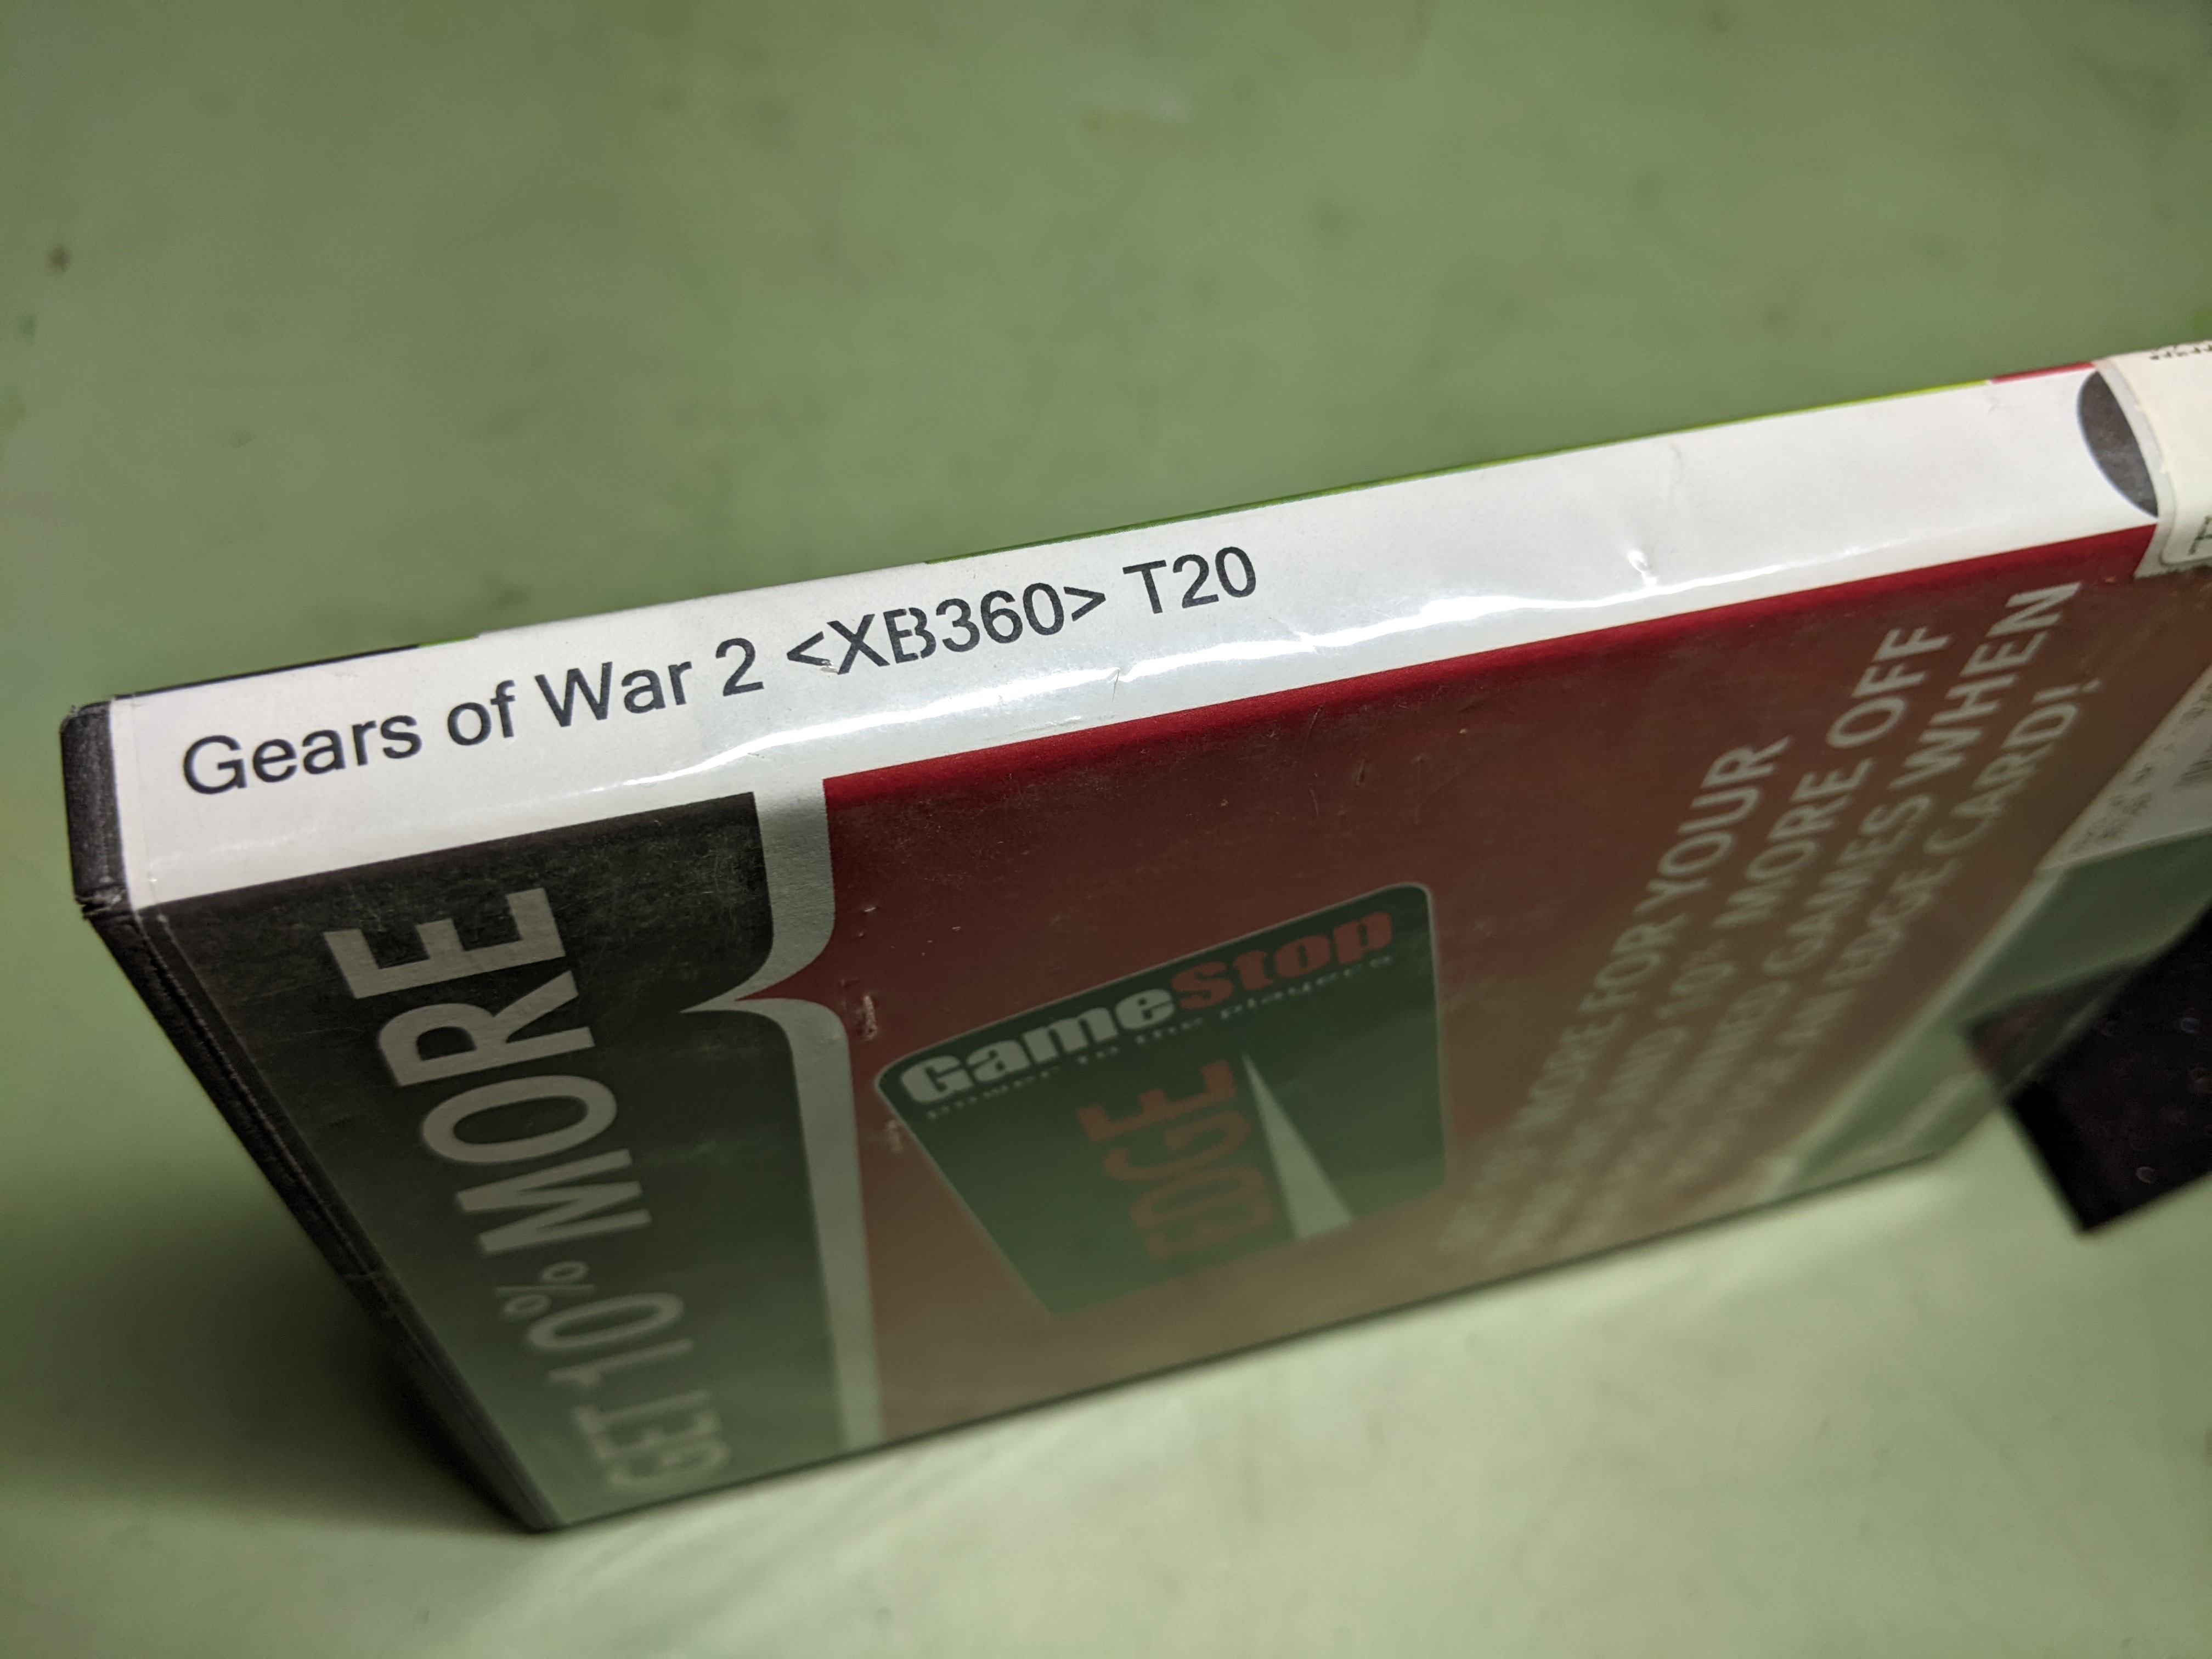 Gears of War 2 <XB360> T20
GET 10% MORE
GameStop
power to the players
EDGE
MORE FOR YOUR
AND 10% MORE OFF
GAMES WHEN
AN EDGE CARD!